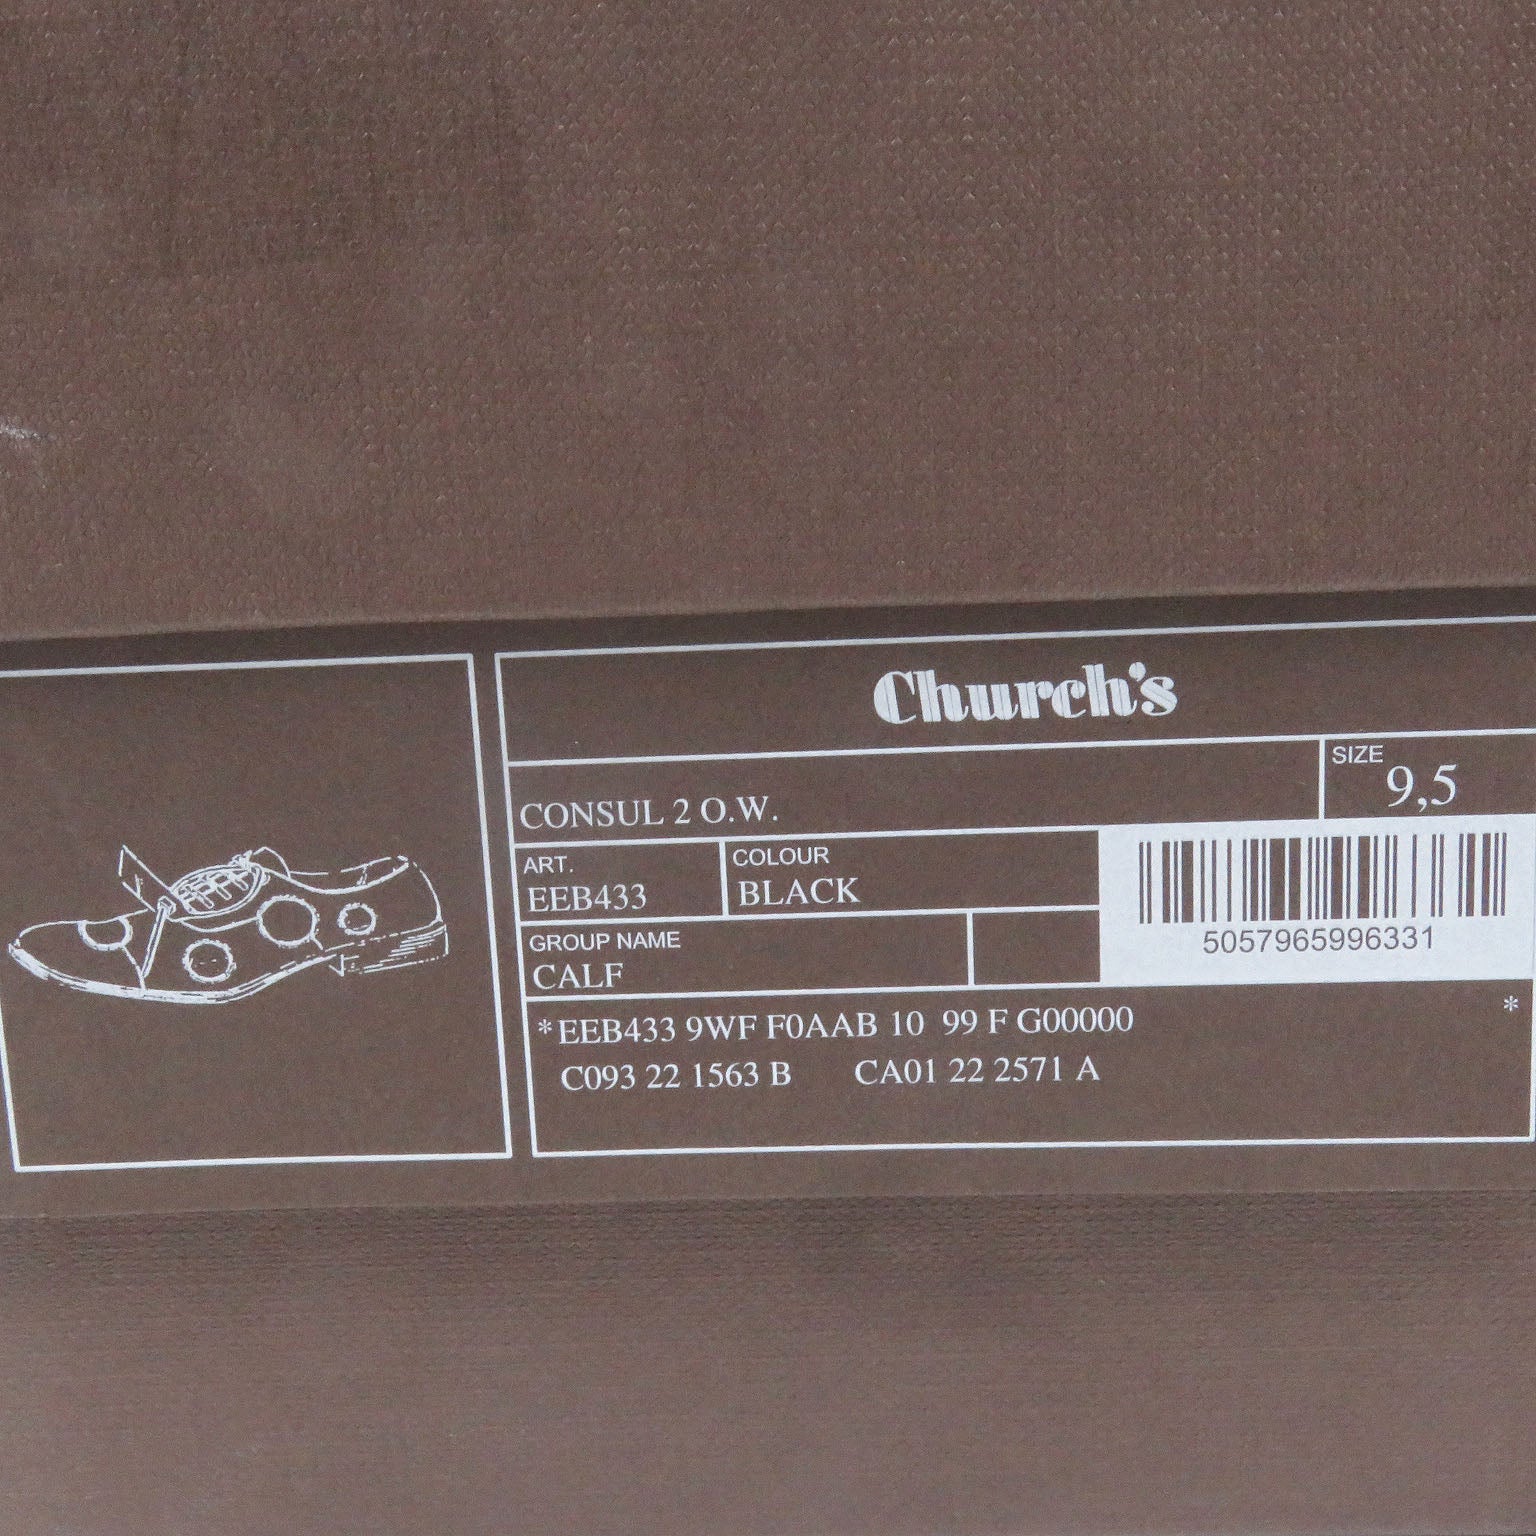 Church's
SIZE
9,5
CONSUL 2 O.W.
ART.
EEB433
COLOUR
BLACK
GROUP NAME
CALF
5057965996331
*EEB433 9WF F0AAB 10 99 F G00000 *
C093 22 1563 B CA01 22 2571 A